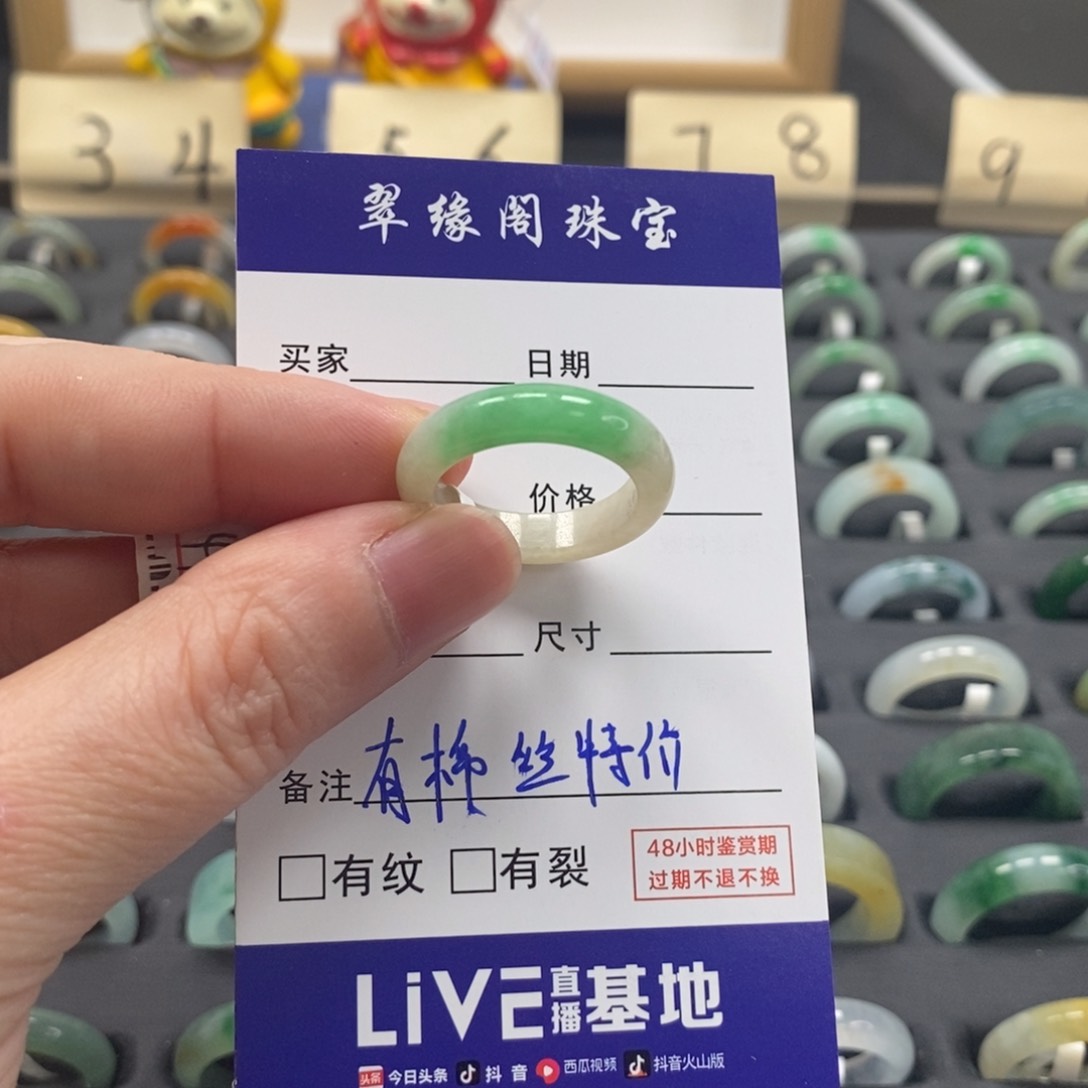 3 4
5 6
7 8
9
翠缘阁珠宝
买家 日期
价格
尺寸
备注 有棉丝特价
□有纹 □有裂
48小时鉴赏期
过期不退不换
LiVE直播基地
头条 今日头条 抖音 西瓜视频 抖音火山版